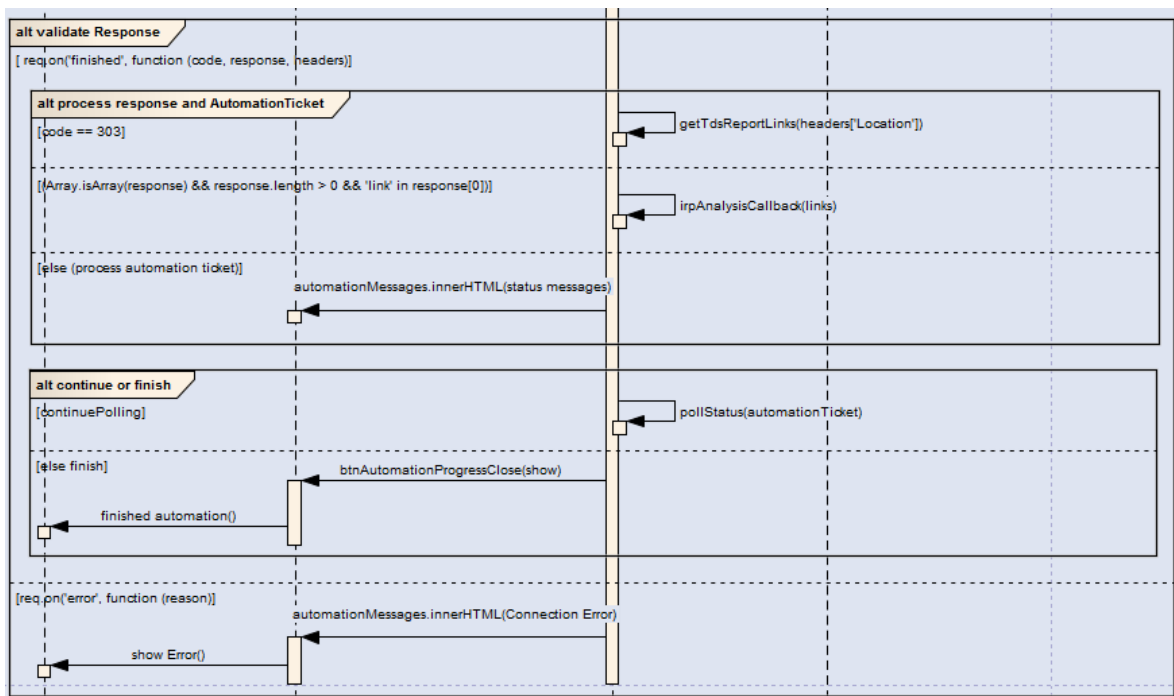 alt validate Response
[ req.on('finished', function (code, response, headers)]
alt process response and AutomationTicket
[code == 303]
getTdsReportLinks(headers['Location'])
[(Array.isArray(response) && response.length > 0 && 'link' in response[0])]
irpAnalysisCallback(links)
[else (process automation ticket)]
automationMessages.innerHTML(status messages)
alt continue or finish
[continuePolling]
pollStatus(automationTicket)
[else finish]
btnAutomationProgressClose(show)
finished automation()
[req.on('error', function (reason)]
automationMessages.innerHTML(Connection Error)
show Error()